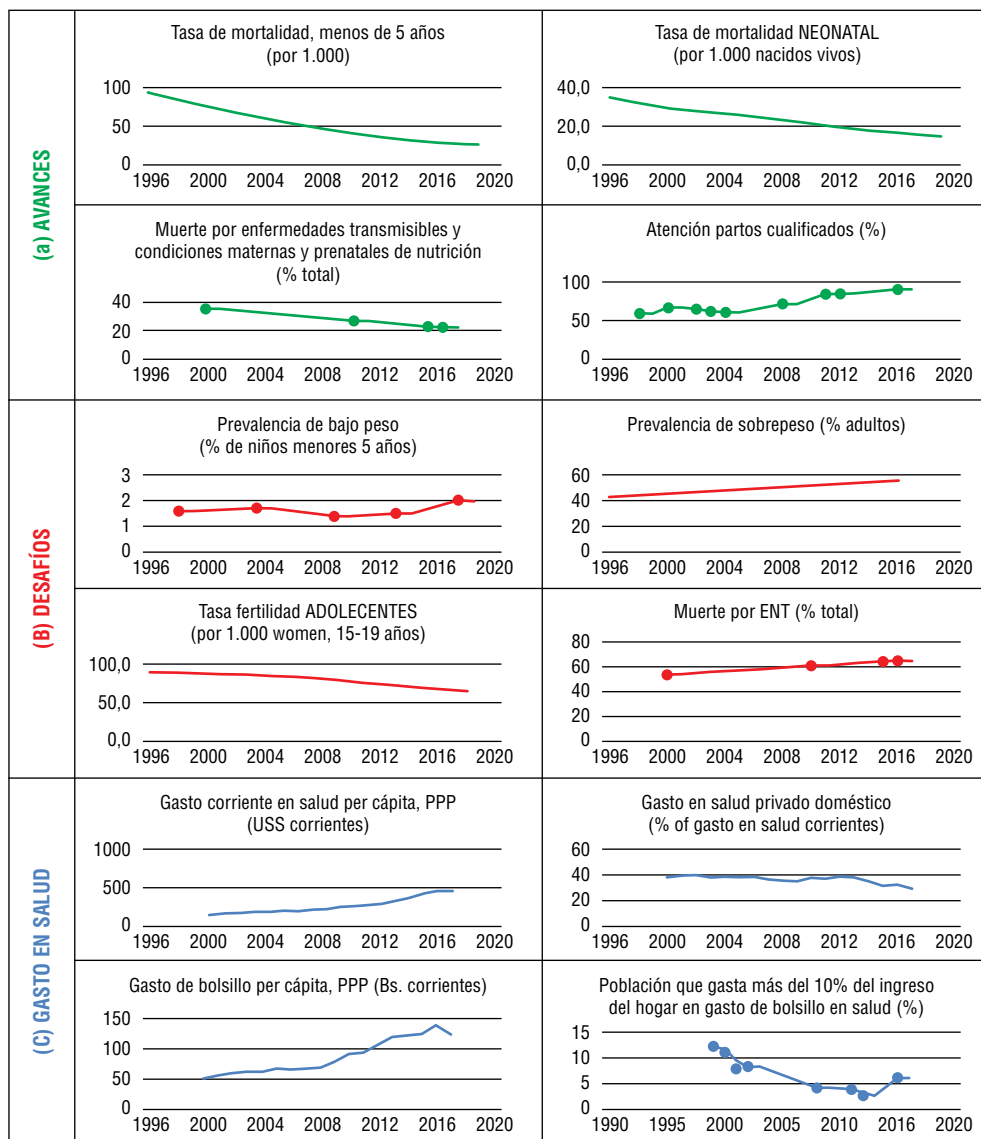 (a) AVANCES
Tasa de mortalidad, menos de 5 años
(por 1.000)
100
50
0
1996 2000 2004 2008 2012 2016 2020
Tasa de mortalidad NEONATAL
(por 1.000 nacidos vivos)
40,0
20,0
0,0
1996 2000 2004 2008 2012 2016 2020
Muerte por enfermedades transmisibles y
condiciones maternas y prenatales de nutrición
(% total)
40
20
0
1996 2000 2004 2008 2012 2016 2020
Atención partos cualificados (%)
100
50
0
1996 2000 2004 2008 2012 2016 2020
(B) DESAFÍOS
Prevalencia de bajo peso
(% de niños menores 5 años)
3
2
1
0
1996 2000 2004 2008 2012 2016 2020
Prevalencia de sobrepeso (% adultos)
60
40
20
0
1996 2000 2004 2008 2012 2016 2020
Tasa fertilidad ADOLECENTES
(por 1.000 women, 15-19 años)
100,0
50,0
0,0
1996 2000 2004 2008 2012 2016 2020
Muerte por ENT (% total)
80
60
40
20
0
1996 2000 2004 2008 2012 2016 2020
(C) GASTO EN SALUD
Gasto corriente en salud per cápita, PPP
(USS corrientes)
1000
500
0
1996 2000 2004 2008 2012 2016 2020
Gasto en salud privado doméstico
(% of gasto en salud corrientes)
60
40
20
0
1996 2000 2004 2008 2012 2016 2020
Gasto de bolsillo per cápita, PPP (Bs. corrientes)
150
100
50
0
1996 2000 2004 2008 2012 2016 2020
Población que gasta más del 10% del ingreso
del hogar en gasto de bolsillo en salud (%)
15
10
5
0
1990 1995 2000 2005 2010 2015 2020